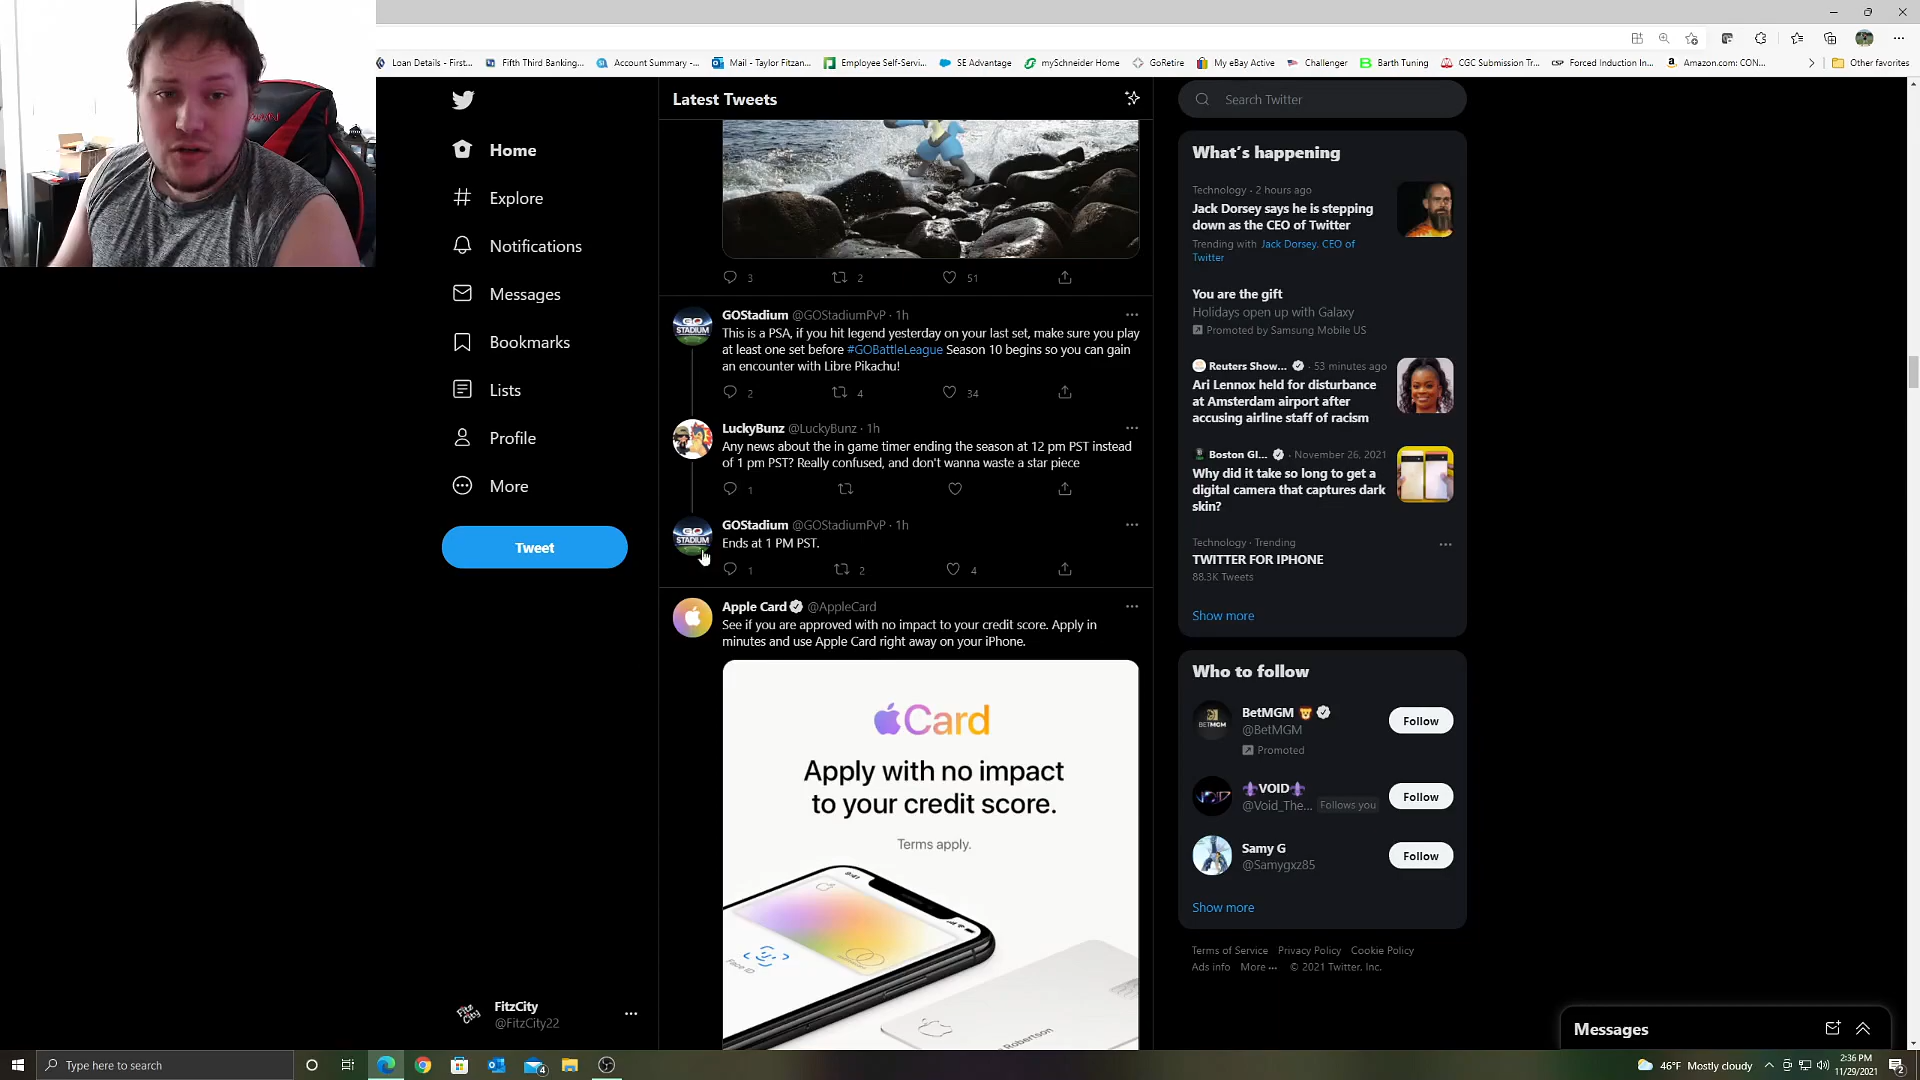 Loan Details - First...
Fifth Third Banking...
Account Summary -...
Mail - Taylor Fitzan...
Employee Self-Servi...
SE Advantage
mySchneider Home
GoRetire
My eBay Active
Challenger
Barth Tuning
CGC Submission Tr...
Forced Induction In...
Amazon.com: CON...
Other favorites
Home
Explore
Notifications
Messages
Bookmarks
Lists
Profile
More
Tweet
FitzCity
@FitzCity22
Latest Tweets
3 2 51
GOStadium @GOStadiumPvP · 1h
This is a PSA, if you hit legend yesterday on your last set, make sure you play
at least one set before #GOBattleLeague Season 10 begins so you can gain
an encounter with Libre Pikachu!
2 4 34
LuckyBunz @LuckyBunz · 1h
Any news about the in game timer ending the season at 12 pm PST instead
of 1 pm PST? Really confused, and don't wanna waste a star piece
1
GOStadium @GOStadiumPvP · 1h
Ends at 1 PM PST.
1 2 4
Apple Card @AppleCard
See if you are approved with no impact to your credit score. Apply in
minutes and use Apple Card right away on your iPhone.
Card
Apply with no impact
to your credit score.
Terms apply.
9:41
Face ID
Robertson
Search Twitter
What's happening
Technology · 2 hours ago
Jack Dorsey says he is stepping
down as the CEO of Twitter
Trending with Jack Dorsey, CEO of
Twitter
You are the gift
Holidays open up with Galaxy
Promoted by Samsung Mobile US
Reuters Show... · 53 minutes ago
Ari Lennox held for disturbance
at Amsterdam airport after
accusing airline staff of racism
Boston Gl... · November 26, 2021
Why did it take so long to get a
digital camera that captures dark
skin?
Technology · Trending
TWITTER FOR IPHONE
88.3K Tweets
Show more
Who to follow
BetMGM
@BetMGM
Promoted
Follow
VOID
@Void_The... Follows you
Follow
Samy G
@Samygxz85
Follow
Show more
Terms of Service Privacy Policy Cookie Policy
Ads info More ··· © 2021 Twitter, Inc.
Messages
Type here to search
4
46°F Mostly cloudy
2:36 PM
11/29/2021
2